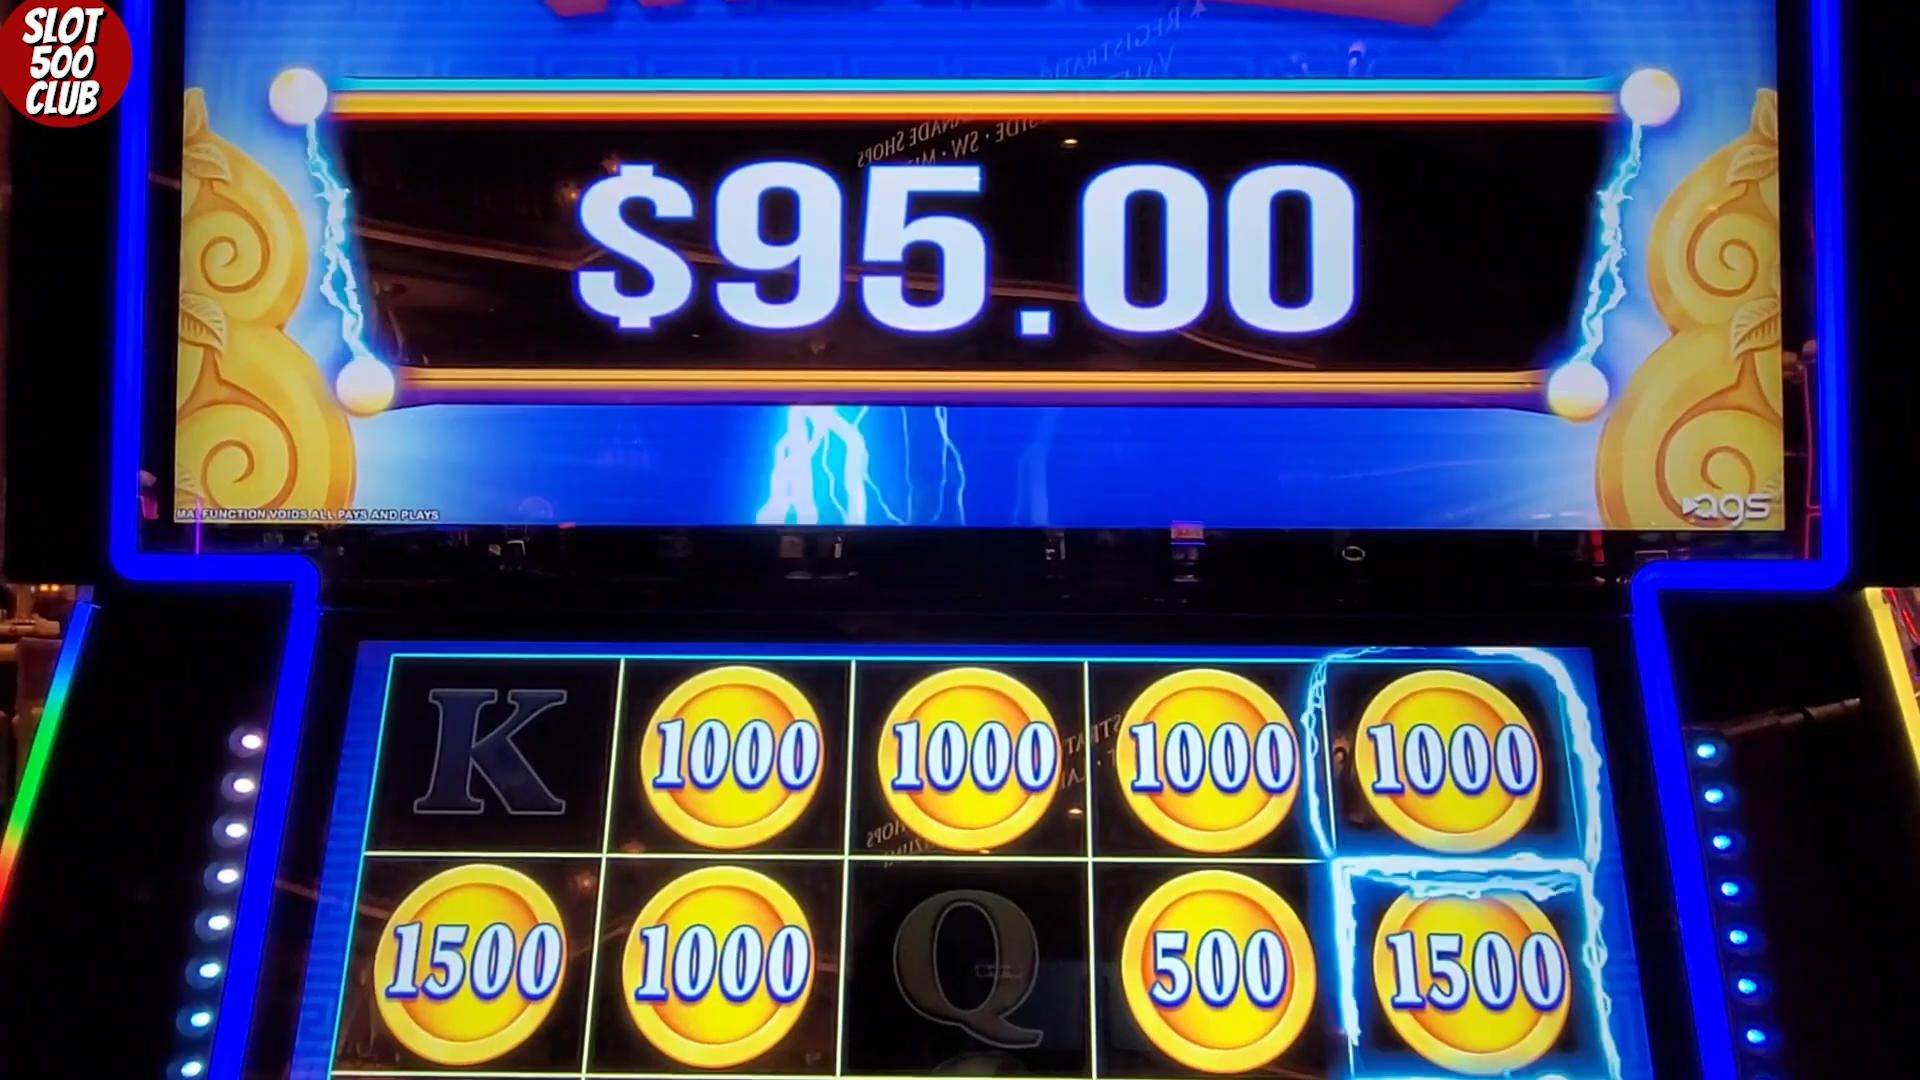 SLOT
500
CLUB
$95.00
MALFUNCTION VOIDS ALL PAYS AND PLAYS
ags
K 1000 1000 1000 1000
1500 1000 Q 500 1500